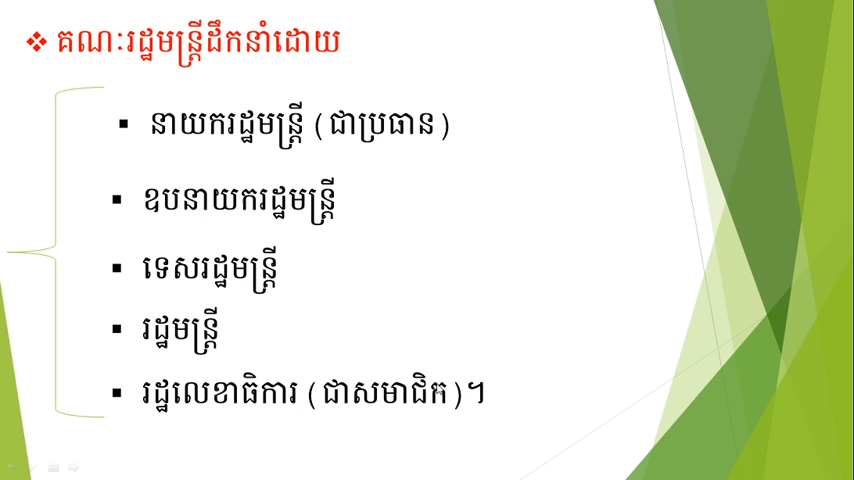 ❖ គណៈរដ្ឋមន្ត្រីដឹកនាំដោយ
▪ នាយករដ្ឋមន្ត្រី (ជាប្រធាន)
▪ ឧបនាយករដ្ឋមន្ត្រី
▪ ទេសរដ្ឋមន្ត្រី
▪ រដ្ឋមន្ត្រី
▪ រដ្ឋលេខាធិការ (ជាសមាជិក)។